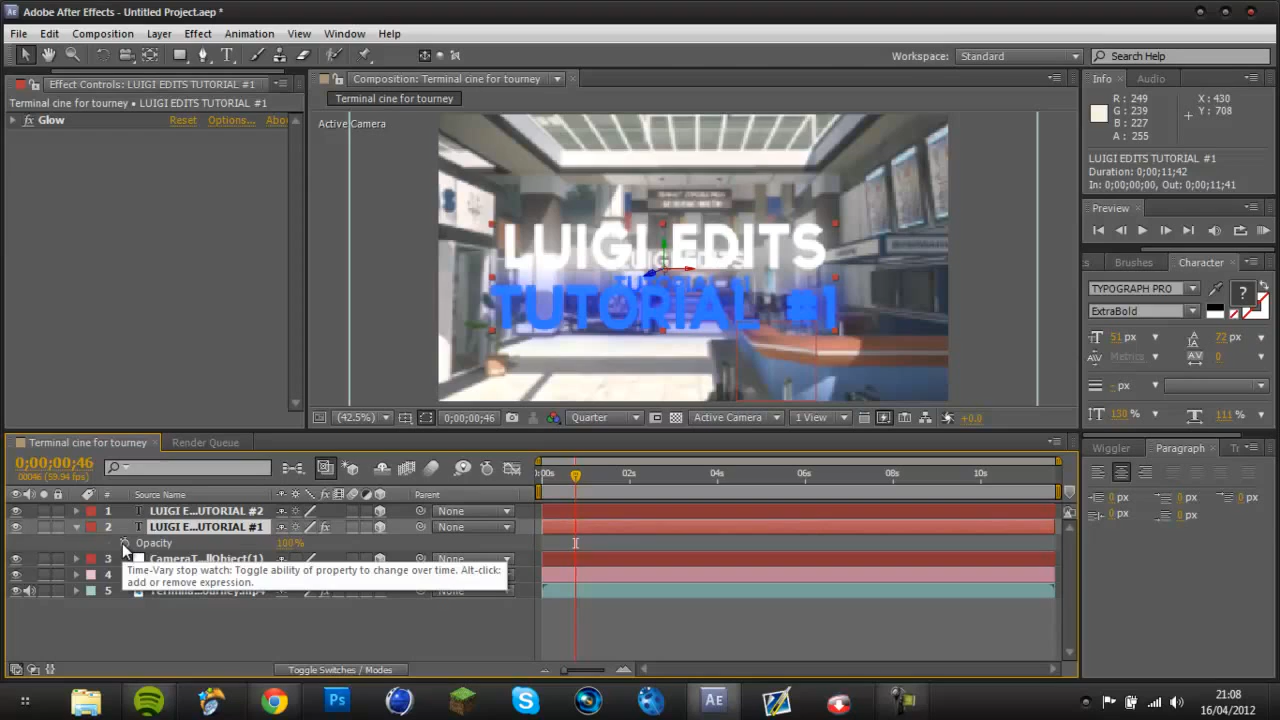 Adobe After Effects - Untitled Project.aep *
File Edit Composition Layer Effect Animation View Window Help
Workspace: Standard Search Help
Effect Controls: LUIGI EDITS TUTORIAL #1
Composition: Terminal cine for tourney
Info Audio
Terminal cine for tourney • LUIGI EDITS TUTORIAL #1
Terminal cine for tourney
fx Glow Reset Options... Abou
Active Camera
R : 249
G : 239
B : 227
A : 255
X : 430
Y : 708
LUIGI EDITS TUTORIAL #1
Duration: 0;00;11;42
In: 0;00;00;00, Out: 0;00;11;41
Preview
LUIGI EDITS
TUTORIAL #1
Brushes Character
TYPOGRAPH PRO
ExtraBold
51 px 72 px
Metrics 0
- px
130 % 111 %
(42.5%) 0;00;00;46 Quarter Active Camera 1 View +0.0
Terminal cine for tourney Render Queue
Wiggler Paragraph Tr
0;00;00;46
00046 (59.94 fps)
:00s 02s 04s 06s 08s 10s
# Source Name fx Parent
0 px 0 px 0 px
0 px 0 px
1 T LUIGI E...UTORIAL #2 None
2 T LUIGI E...UTORIAL #1 fx None
Opacity 100%
3 CameraT...llObject(1) None
Time-Vary stop watch: Toggle ability of property to change over time. Alt-click:
add or remove expression.
4
5 fx None
Toggle Switches / Modes
Ps
Ae
21:08
16/04/2012